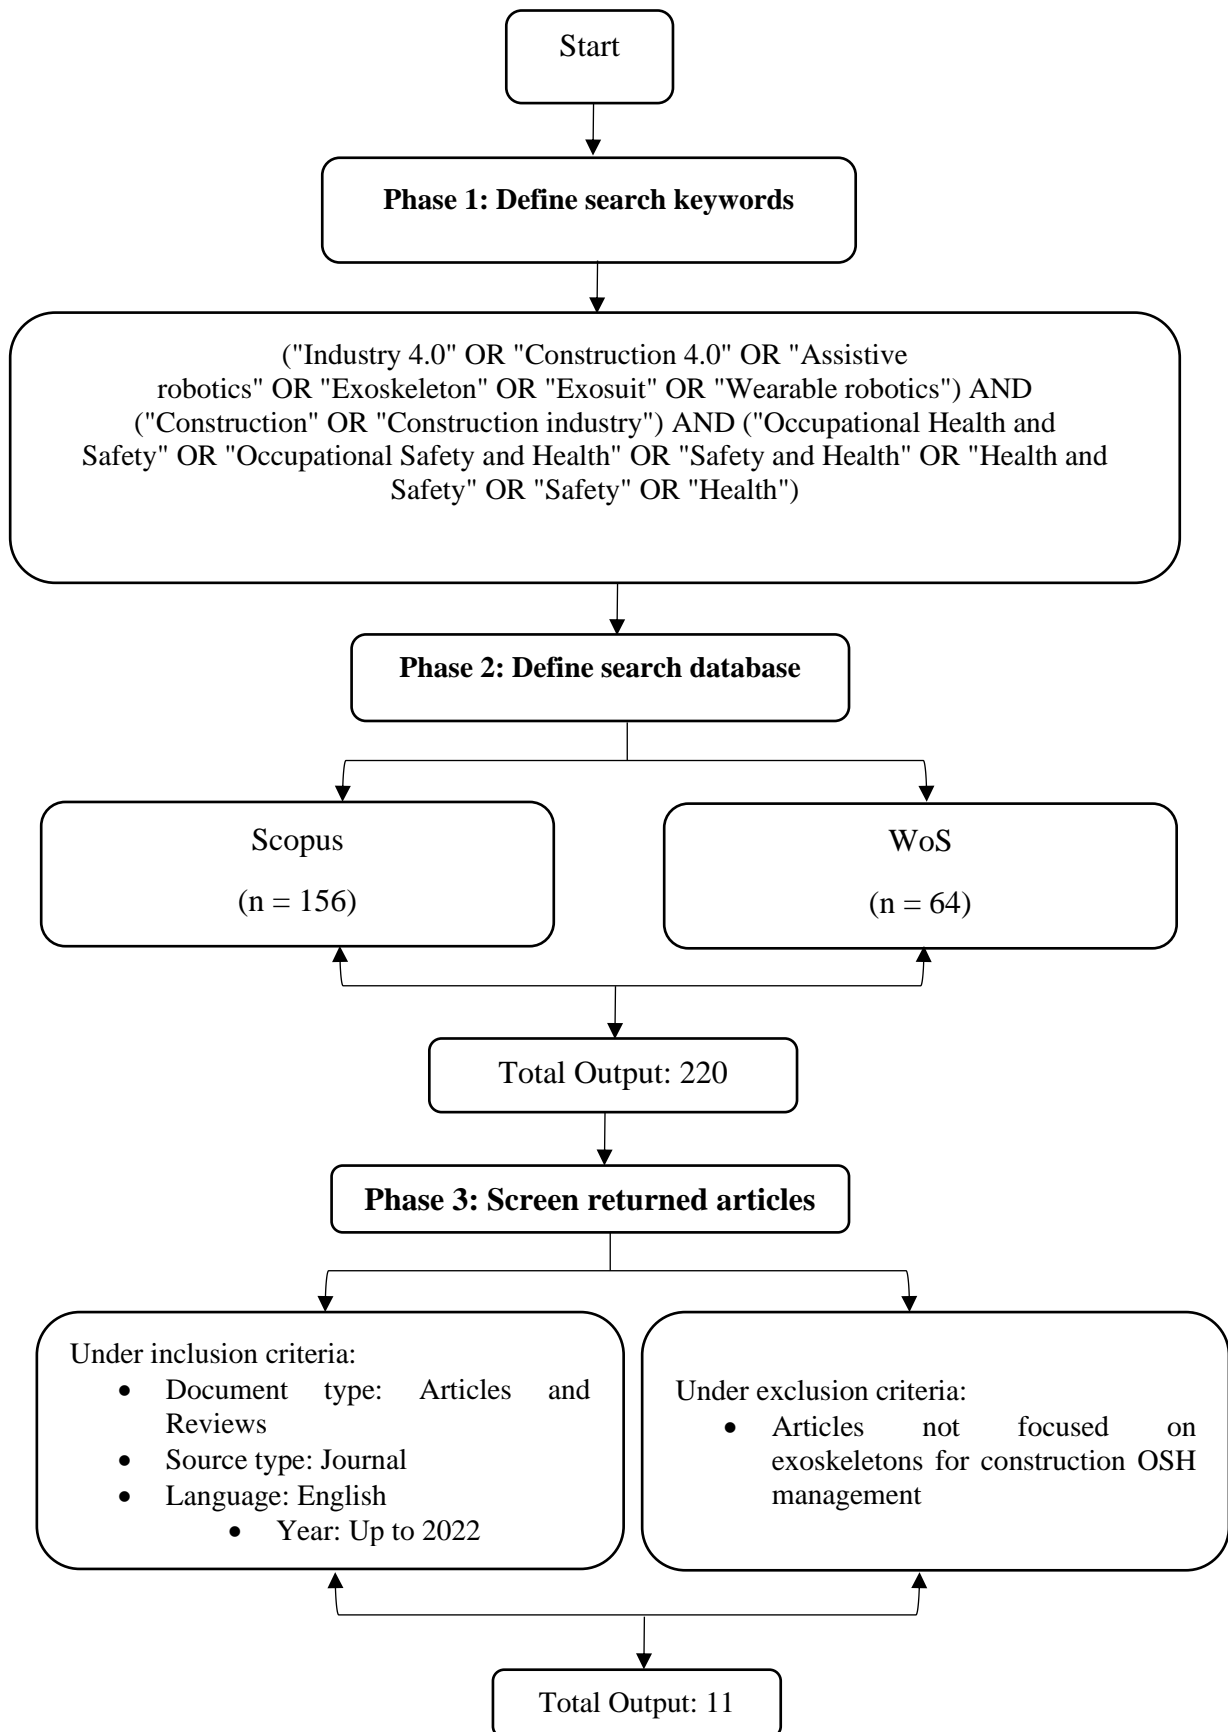 Start
Phase 1: Define search keywords
("Industry 4.0" OR "Construction 4.0" OR "Assistive
robotics" OR "Exoskeleton" OR "Exosuit" OR "Wearable robotics") AND
("Construction" OR "Construction industry") AND ("Occupational Health and
Safety" OR "Occupational Safety and Health" OR "Safety and Health" OR "Health and
Safety" OR "Safety" OR "Health")
Phase 2: Define search database
Scopus
(n = 156)
WoS
(n = 64)
Total Output: 220
Phase 3: Screen returned articles
Under inclusion criteria:
• Document type: Articles and
Reviews
• Source type: Journal
• Language: English
• Year: Up to 2022
Under exclusion criteria:
• Articles not focused on
exoskeletons for construction OSH
management
Total Output: 11